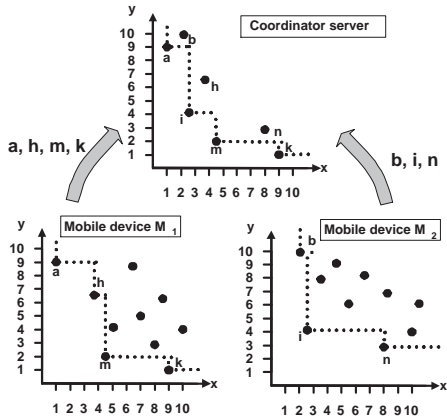 Coordinator server
y
10
9
8
7
6
5
4
3
2
1
a
b
h
i
m
n
k
x
1 2 3 4 5 6 7 8 9 10
a, h, m, k
b, i, n
Mobile device M 1
y
10
9
8
7
6
5
4
3
2
1
a
h
m
k
x
1 2 3 4 5 6 7 8 9 10
Mobile device M 2
y
10
9
8
7
6
5
4
3
2
1
b
i
n
x
1 2 3 4 5 6 7 8 9 10